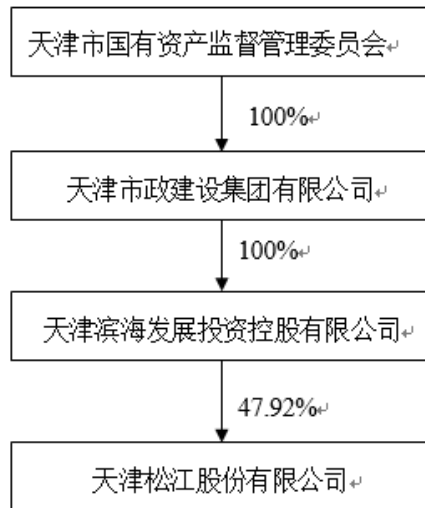 天津市国有资产监督管理委员会
100%
天津市政建设集团有限公司
100%
天津滨海发展投资控股有限公司
47.92%
天津松江股份有限公司